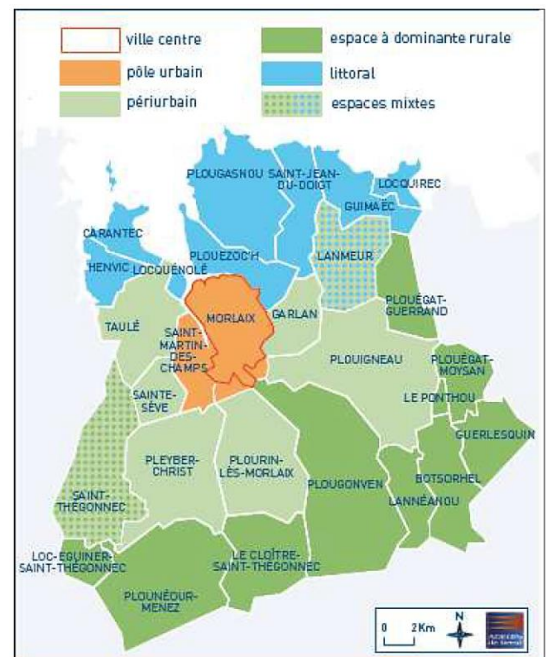 ville centre
pôle urbain
périurbain
espace à dominante rurale
littoral
espaces mixtes
PLOUGASNOU
SAINT-JEAN-
DU-DOIGT
LOCQUIREC
GUIMAËC
CARANTEC
HENVIC
LOCQUÉNOLÉ
PLOUEZOC'H
LANMEUR
TAULÉ
MORLAIX
GARLAN
PLOUÉGAT-
GUERRAND
SAINT-
MARTIN-
DES-
CHAMPS
PLOUIGNEAU
PLOUÉGAT-
MOYSAN
SAINTE-
SÈVE
LE PONTHOU
GUERLESQUIN
PLEYBER-
CHRIST
PLOURIN-
LÈS-MORLAIX
PLOUGONVEN
BOTSORHEL
LANNÉANOU
SAINT-
THÉGONNEC
LOC-EGUINER-
SAINT-THÉGONNEC
LE CLOÎTRE-
SAINT-THÉGONNEC
PLOUNÉOUR-
MENEZ
0 2Km
N